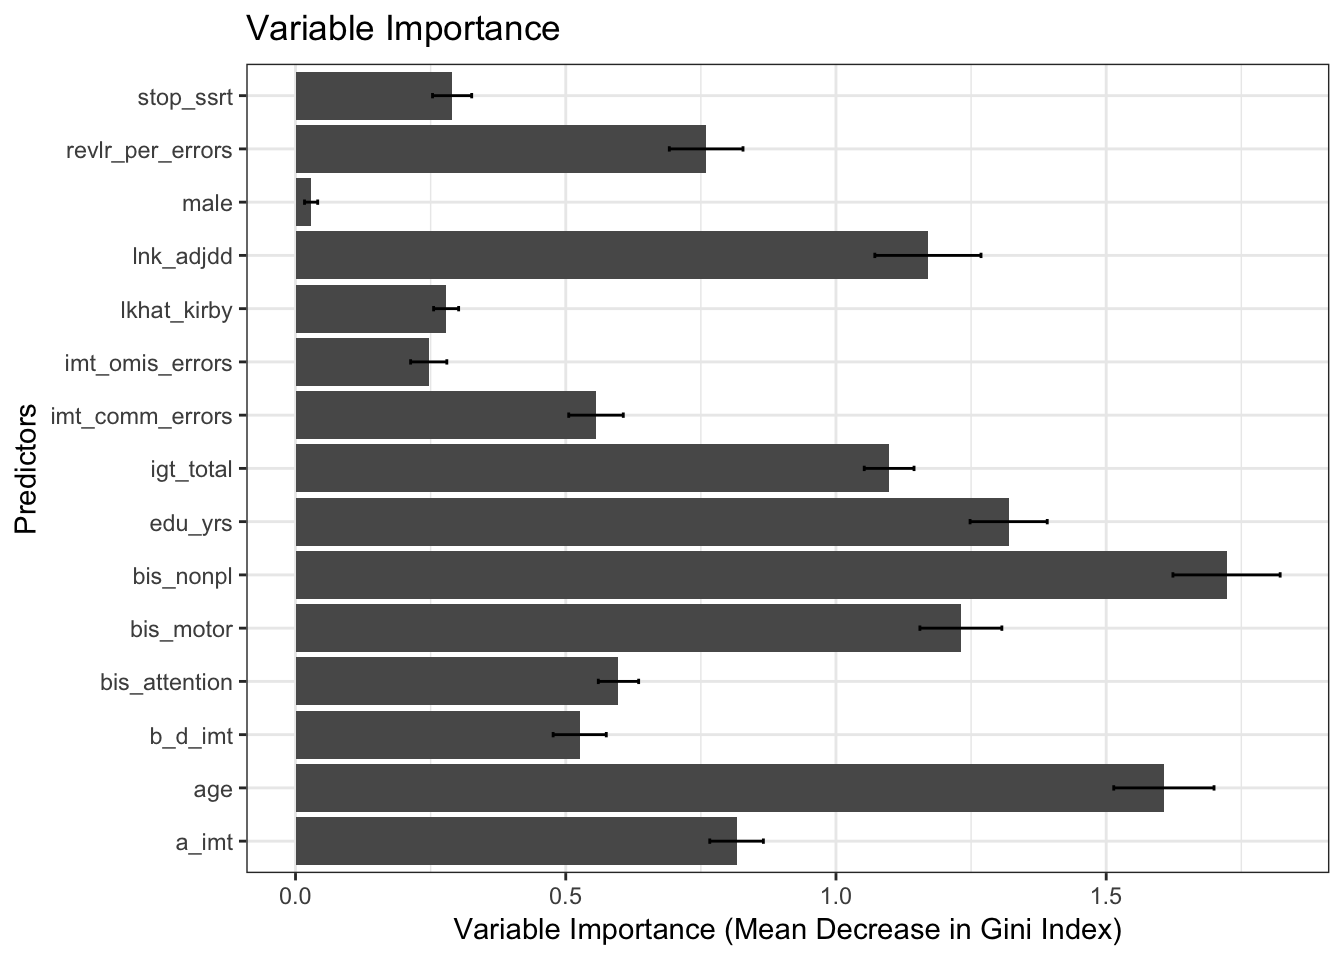 Variable Importance
stop_ssrt
revlr_per_errors
male
lnk_adjdd
lkhat_kirby
imt_omis_errors
imt_comm_errors
igt_total
edu_yrs
bis_nonpl
bis_motor
bis_attention
b_d_imt
age
a_imt
Predictors
0.0 0.5 1.0 1.5
Variable Importance (Mean Decrease in Gini Index)